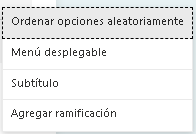 Ordenar opciones aleatoriamente
Menú desplegable
Subtítulo
Agregar ramificación